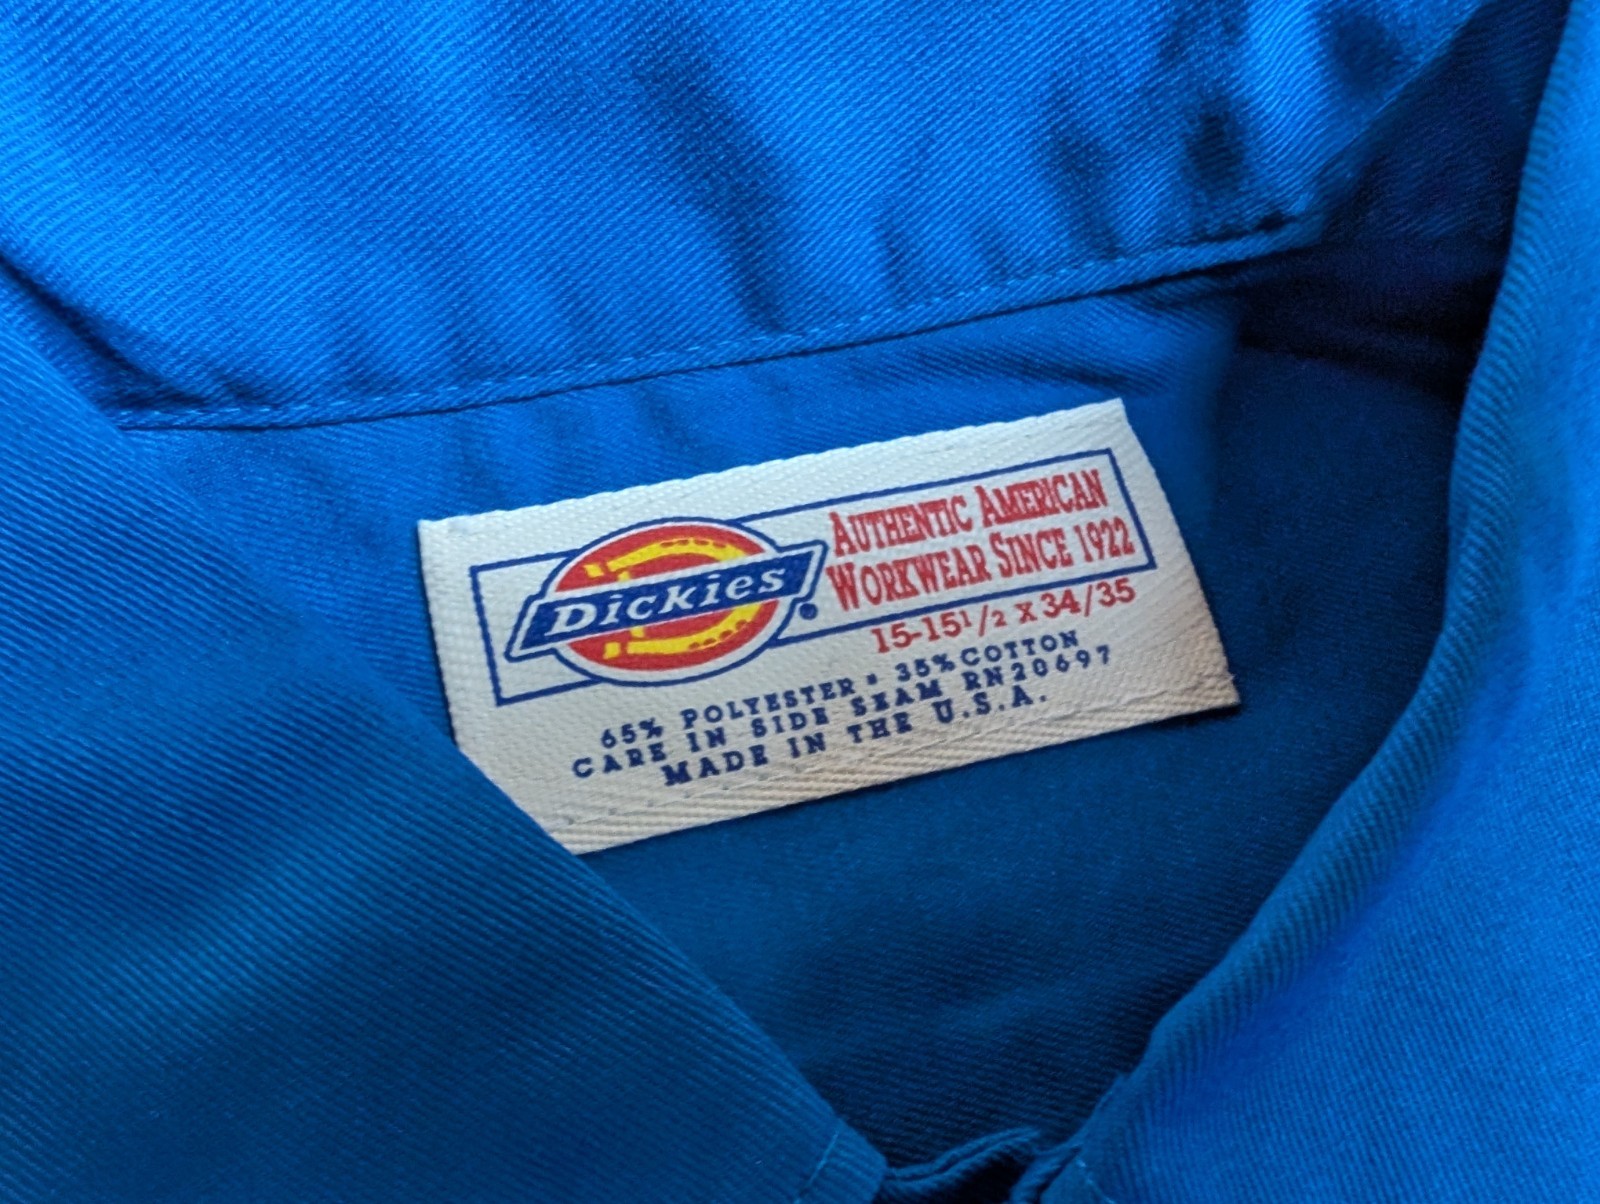 Dickies
AUTHENTIC AMERICAN
WORKWEAR SINCE 1922
15-15 1/2 X 34/35
65% POLYESTER • 35% COTTON
CARE IN SIDE SEAM RN20697
MADE IN THE U.S.A.